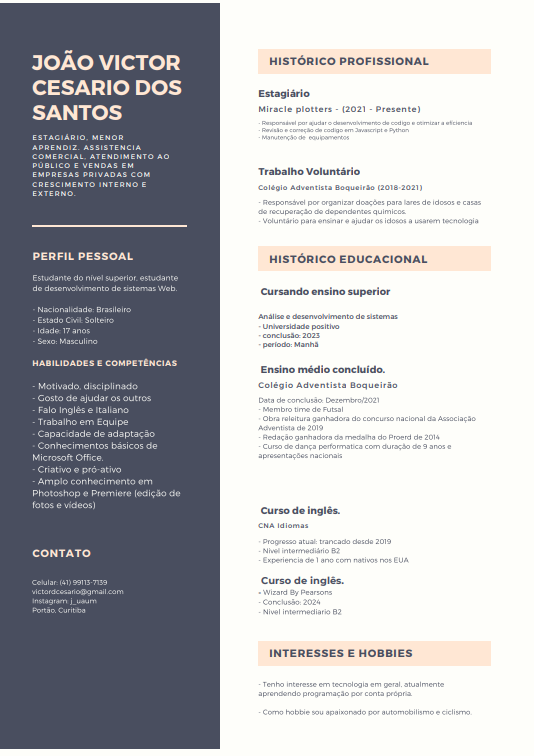 JOÃO VICTOR
CESARIO DOS
SANTOS
ESTAGIÁRIO, MENOR
APRENDIZ. ASSISTENCIA
COMERCIAL, ATENDIMENTO AO
PÚBLICO E VENDAS EM
EMPRESAS PRIVADAS COM
CRESCIMENTO INTERNO E
EXTERNO.
PERFIL PESSOAL
Estudante do nível superior, estudante
de desenvolvimento de sistemas Web.
- Nacionalidade: Brasileiro
- Estado Civil: Solteiro
- Idade: 17 anos
- Sexo: Masculino
HABILIDADES E COMPETÊNCIAS
- Motivado, disciplinado
- Gosto de ajudar os outros
- Falo Inglês e Italiano
- Trabalho em Equipe
- Capacidade de adaptação
- Conhecimentos básicos de
Microsoft Office.
- Criativo e pró-ativo
- Amplo conhecimento em
Photoshop e Premiere (edição de
fotos e vídeos)
CONTATO
Celular: (41) 99113-7139
victordcesario@gmail.com
Instagram: j_uaum
Portão, Curitiba
HISTÓRICO PROFISSIONAL
Estagiário
Miracle plotters - (2021 - Presente)
- Responsável por ajudar o desenvolvimento de codigo e otimizar a eficiencia
- Revisão e correção de codigo em Javascript e Python
- Manutenção de equipamentos
Trabalho Voluntário
Colégio Adventista Boqueirão (2018-2021)
- Responsável por organizar doações para lares de idosos e casas
de recuperação de dependentes químicos.
- Voluntário para ensinar e ajudar os idosos a usarem tecnologia
HISTÓRICO EDUCACIONAL
Cursando ensino superior
Análise e desenvolvimento de sistemas
- Universidade positivo
- conclusão: 2023
- período: Manhã
Ensino médio concluído.
Colégio Adventista Boqueirão
Data de conclusão: Dezembro/2021
- Membro time de Futsal
- Obra releitura ganhadora do concurso nacional da Associação
Adventista de 2019
- Redação ganhadora da medalha do Proerd de 2014
- Curso de dança performatica com duração de 9 anos e
apresentações nacionais
Curso de inglês.
CNA Idiomas
- Progresso atual: trancado desde 2019
- Nível intermediário B2
- Experiencia de 1 ano com nativos nos EUA
Curso de inglês.
- Wizard By Pearsons
- Conclusão: 2024
- Nível intermediario B2
INTERESSES E HOBBIES
- Tenho interesse em tecnologia em geral, atualmente
aprendendo programação por conta própria.
- Como hobbie sou apaixonado por automobilismo e ciclismo.